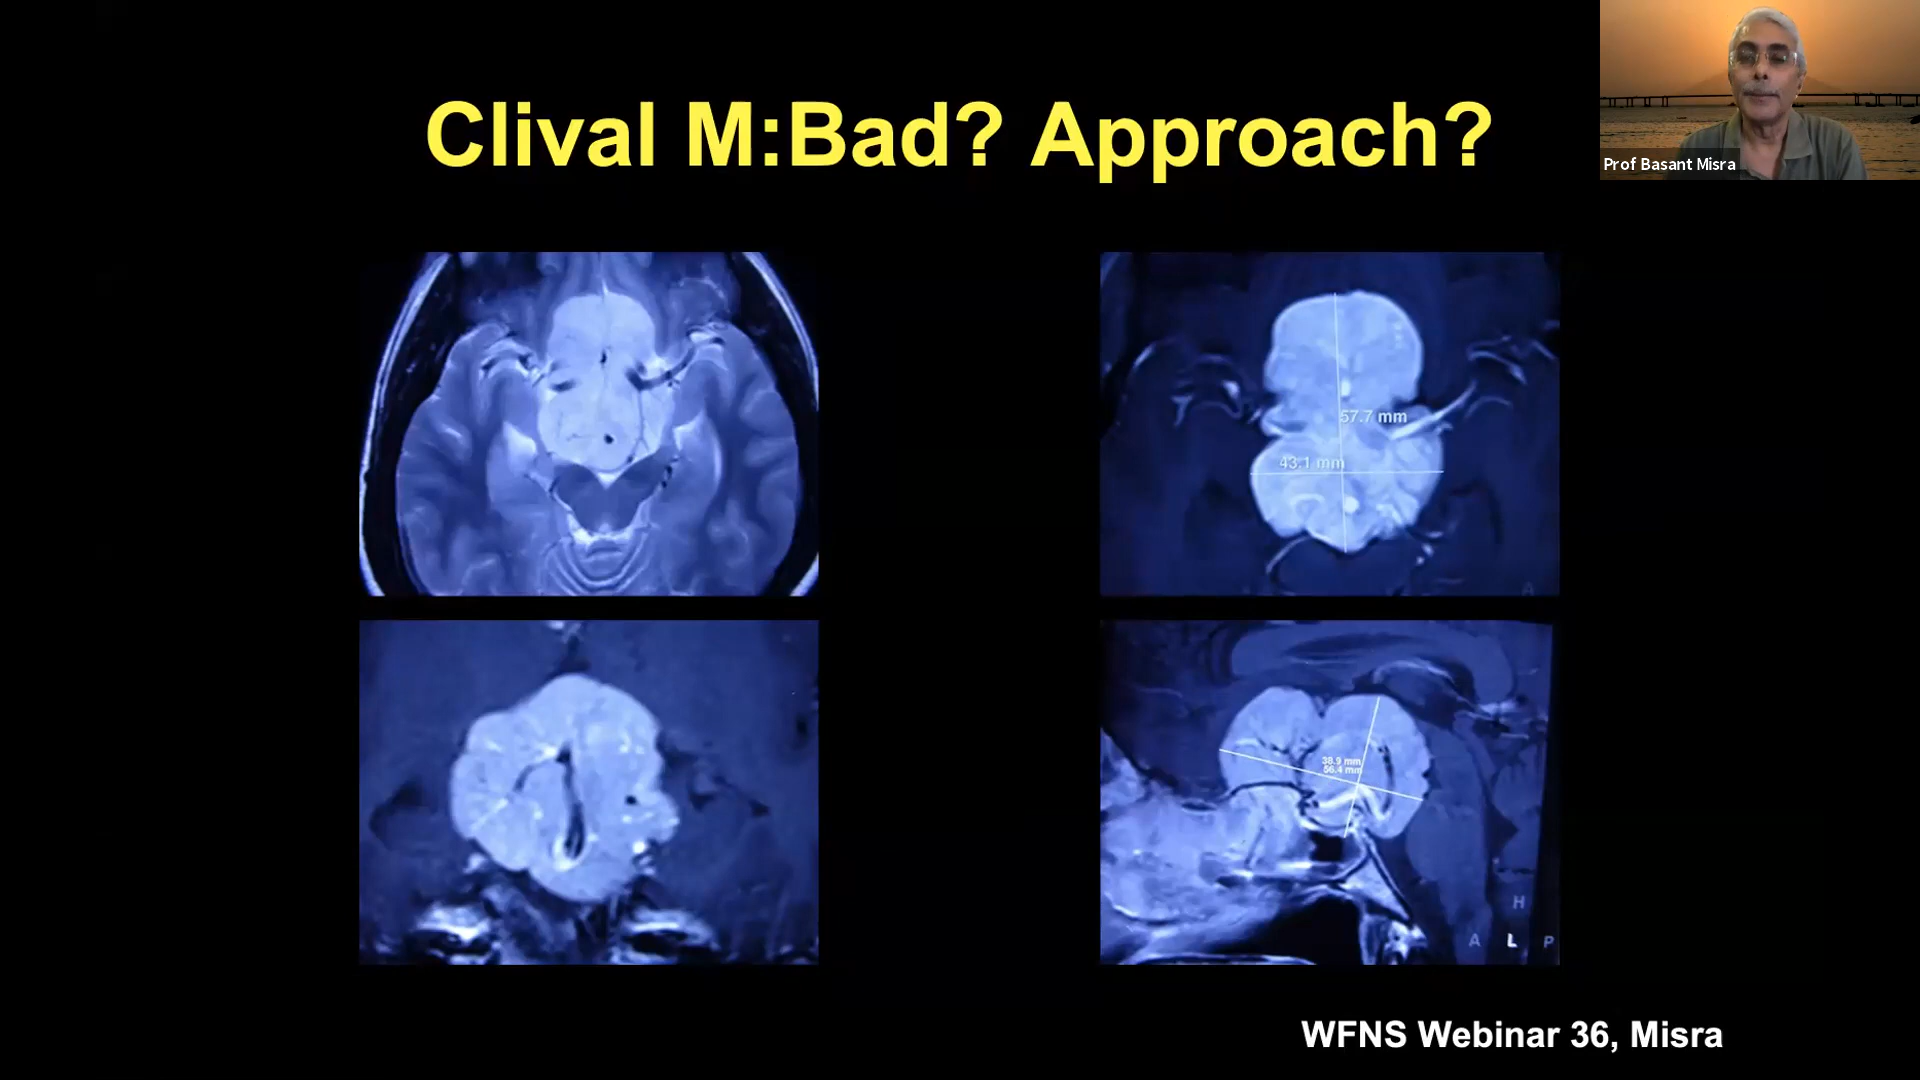 Clival M:Bad? Approach?
Prof Basant Misra
57.7 mm
43.1 mm
A
38.9 mm
56.4 mm
H
A L P
WFNS Webinar 36, Misra